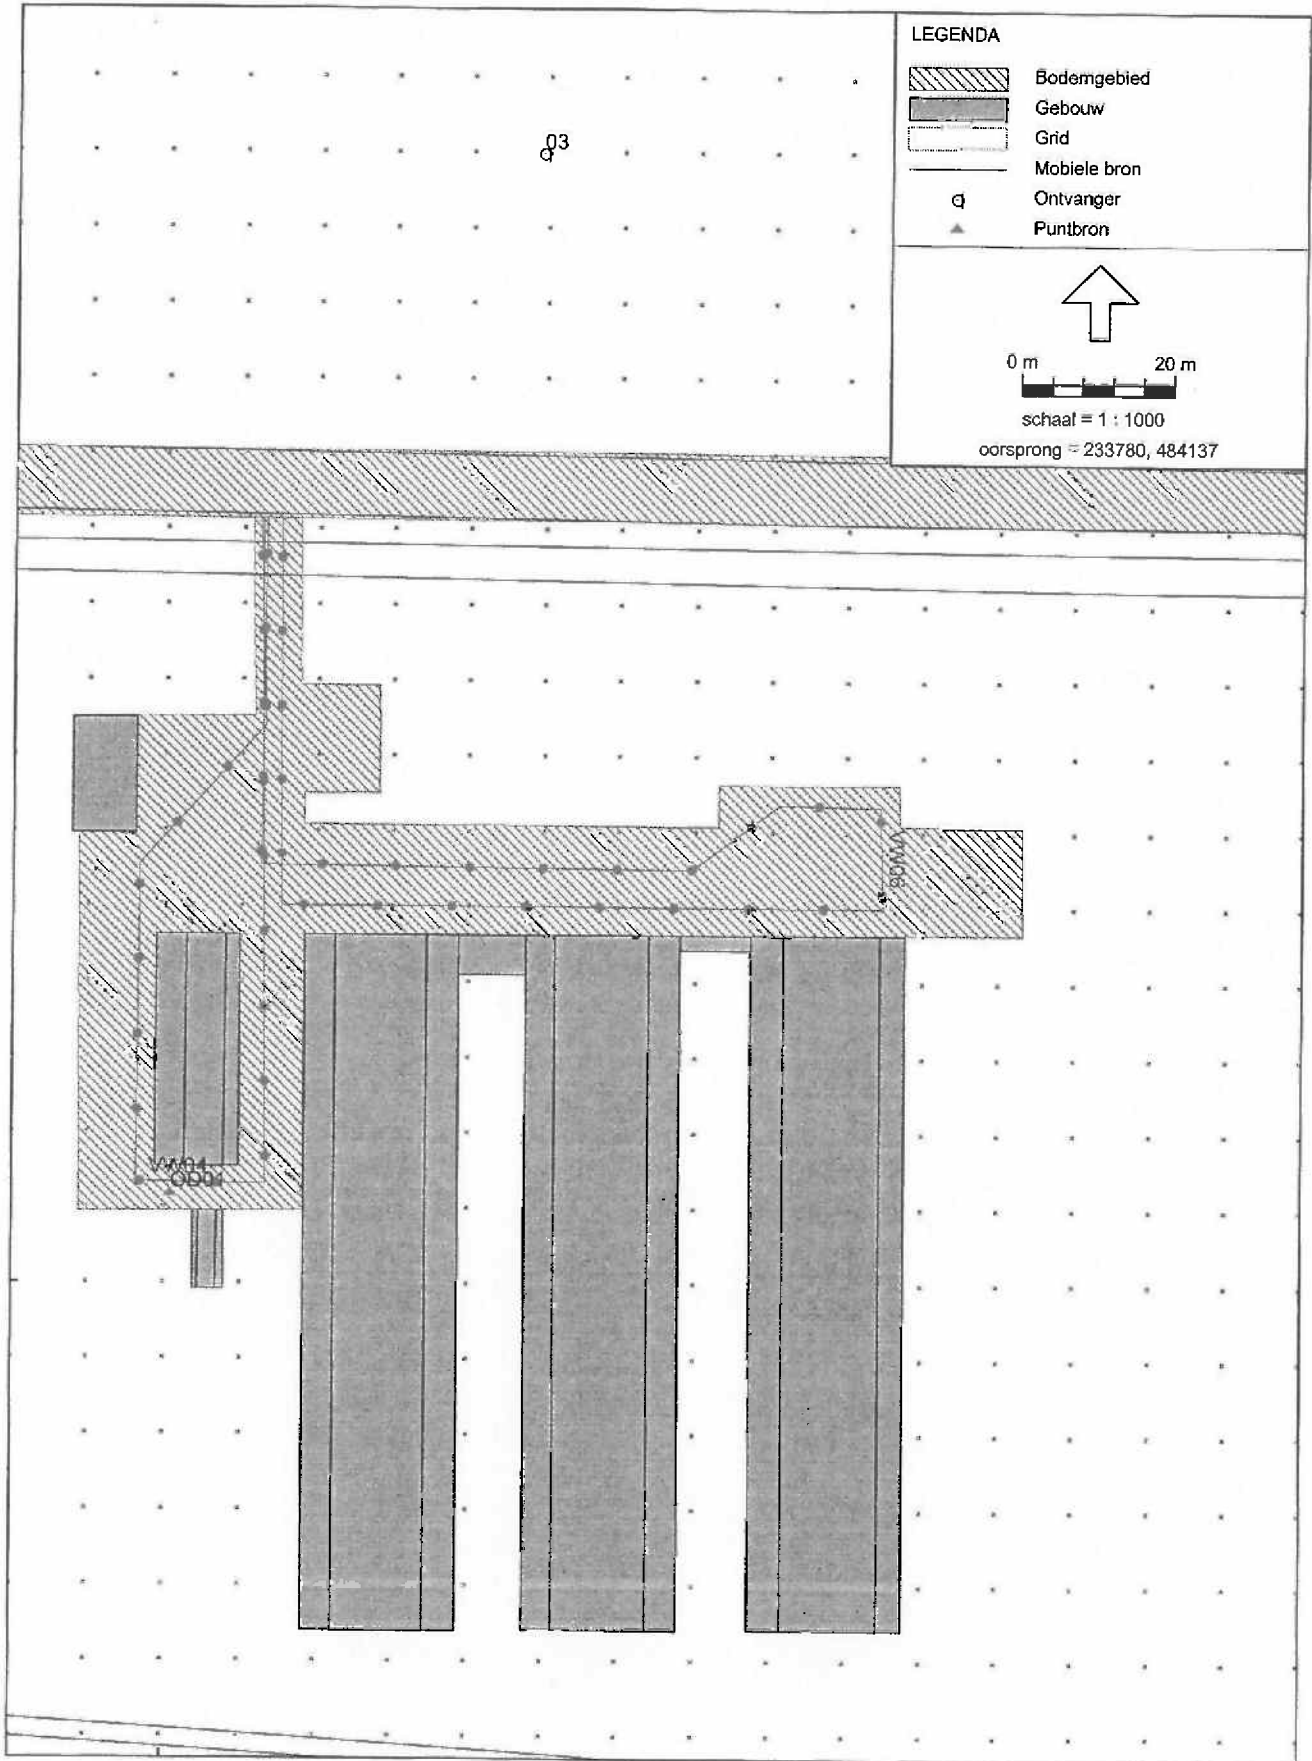 LEGENDA
Bodemgebied
Gebouw
Grid
Mobiele bron
Ontvanger
Puntbron
0 m 20 m
schaal = 1 : 1000
oorsprong = 233780, 484137
03
VW06
VW04
OD01